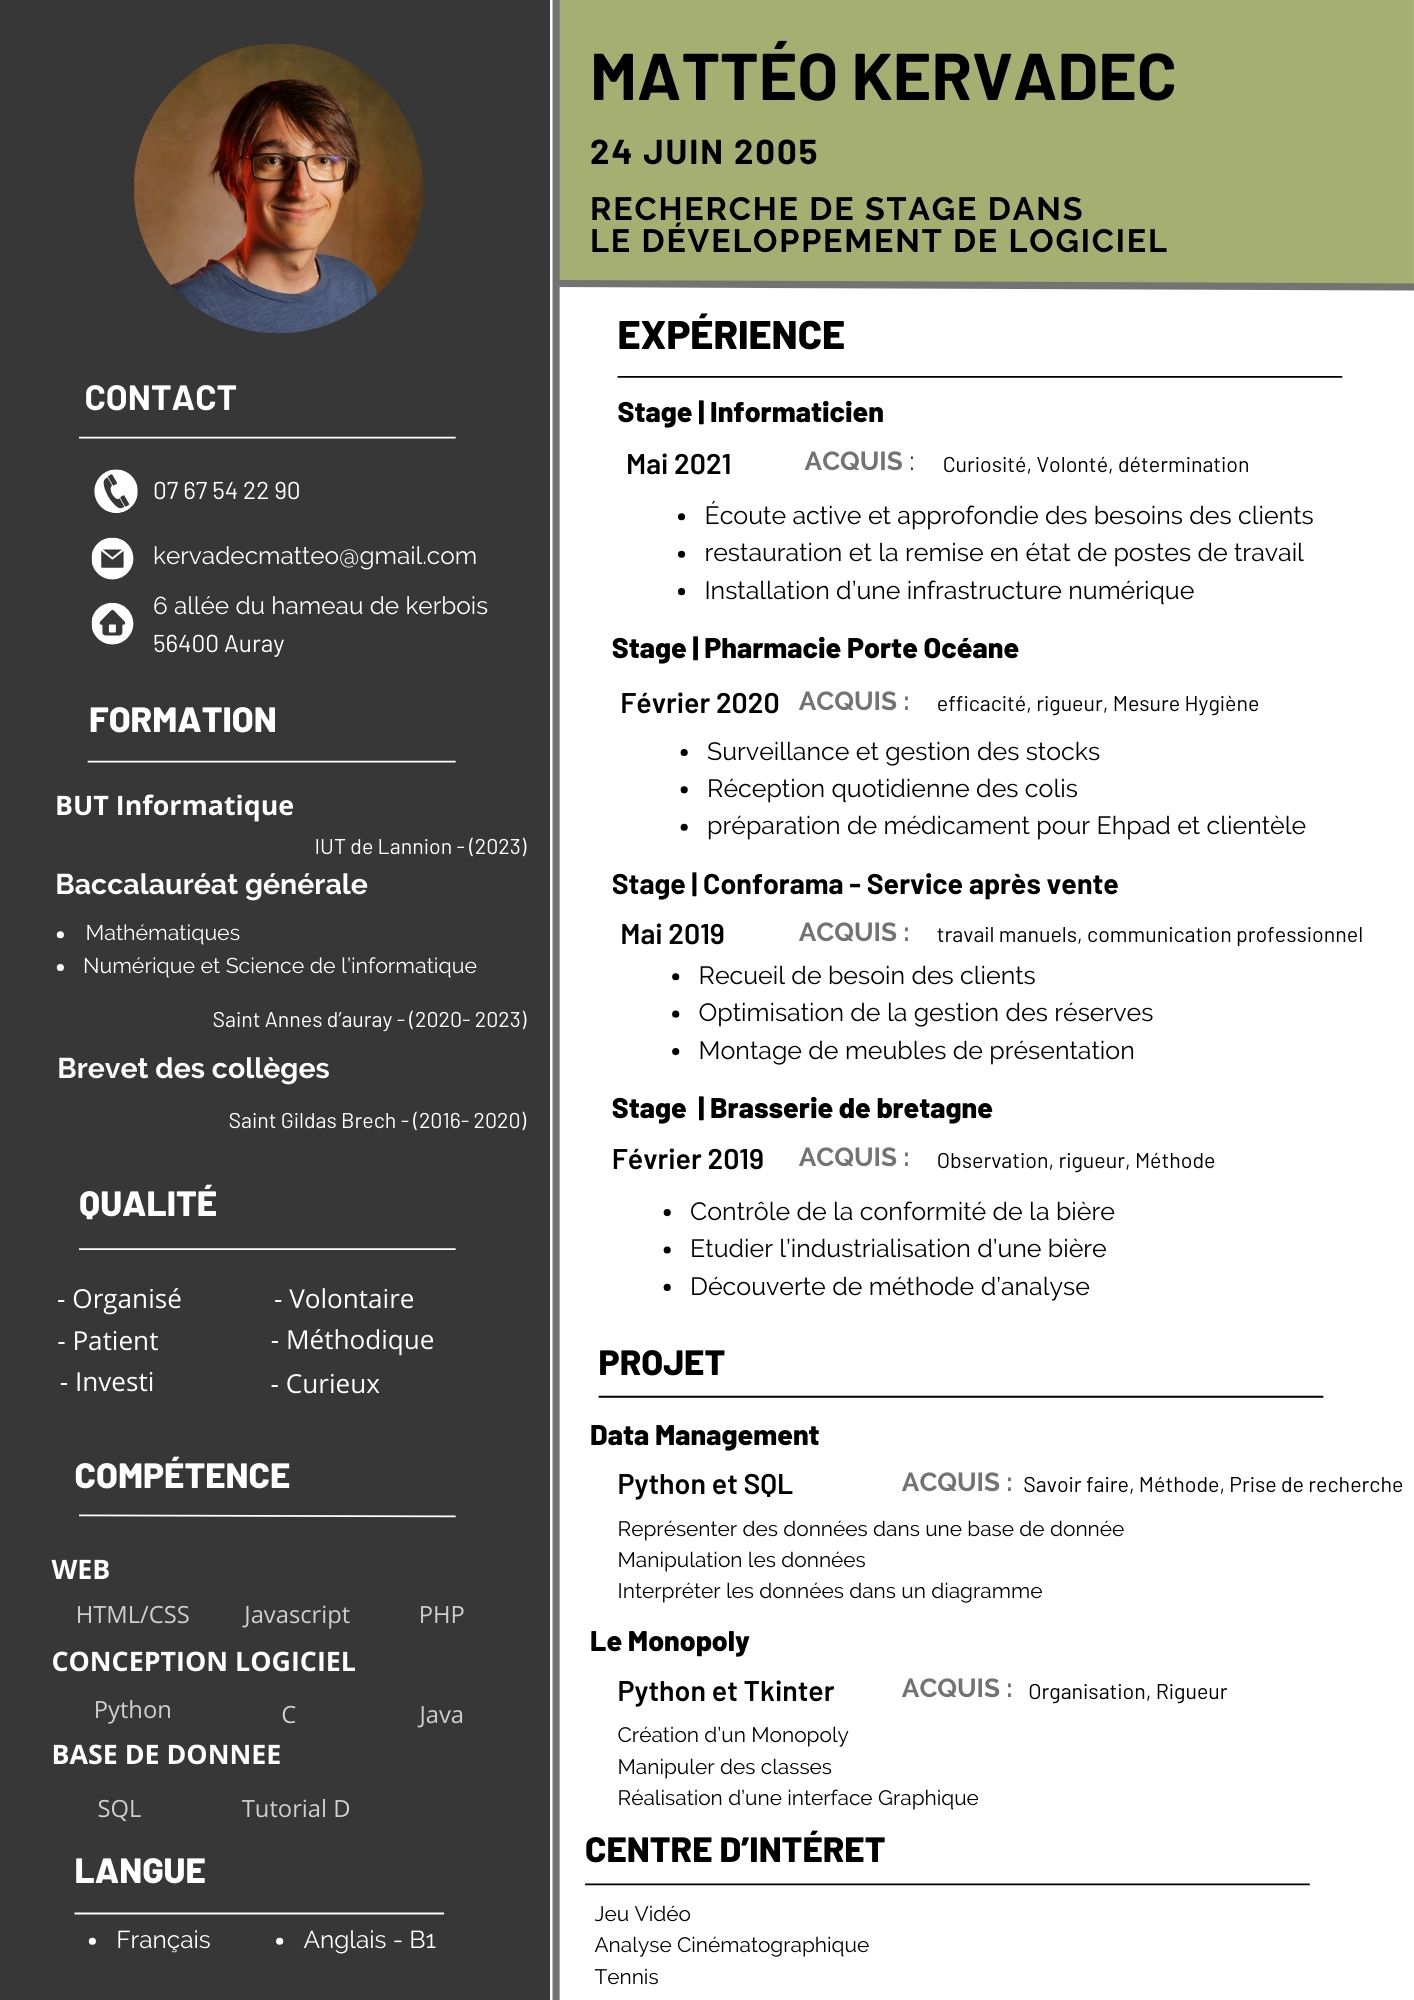 MATTÉO KERVADEC
24 JUIN 2005
RECHERCHE DE STAGE DANS
LE DÉVELOPPEMENT DE LOGICIEL
CONTACT
07 67 54 22 90
kervadecmatteo@gmail.com
6 allée du hameau de kerbois
56400 Auray
FORMATION
BUT Informatique
IUT de Lannion - (2023)
Baccalauréat générale
• Mathématiques
• Numérique et Science de l'informatique
Saint Annes d'auray - (2020- 2023)
Brevet des collèges
Saint Gildas Brech - (2016- 2020)
QUALITÉ
- Organisé - Volontaire
- Patient - Méthodique
- Investi - Curieux
COMPÉTENCE
WEB
HTML/CSS Javascript PHP
CONCEPTION LOGICIEL
Python C Java
BASE DE DONNEE
SQL Tutorial D
LANGUE
• Français • Anglais - B1
EXPÉRIENCE
Stage | Informaticien
Mai 2021 ACQUIS : Curiosité, Volonté, détermination
• Écoute active et approfondie des besoins des clients
• restauration et la remise en état de postes de travail
• Installation d'une infrastructure numérique
Stage | Pharmacie Porte Océane
Février 2020 ACQUIS : efficacité, rigueur, Mesure Hygiène
• Surveillance et gestion des stocks
• Réception quotidienne des colis
• préparation de médicament pour Ehpad et clientèle
Stage | Conforama - Service après vente
Mai 2019 ACQUIS : travail manuels, communication professionnel
• Recueil de besoin des clients
• Optimisation de la gestion des réserves
• Montage de meubles de présentation
Stage | Brasserie de bretagne
Février 2019 ACQUIS : Observation, rigueur, Méthode
• Contrôle de la conformité de la bière
• Etudier l'industrialisation d'une bière
• Découverte de méthode d'analyse
PROJET
Data Management
Python et SQL ACQUIS : Savoir faire, Méthode, Prise de recherche
Représenter des données dans une base de donnée
Manipulation les données
Interpréter les données dans un diagramme
Le Monopoly
Python et Tkinter ACQUIS : Organisation, Rigueur
Création d'un Monopoly
Manipuler des classes
Réalisation d'une interface Graphique
CENTRE D'INTÉRET
Jeu Vidéo
Analyse Cinématographique
Tennis